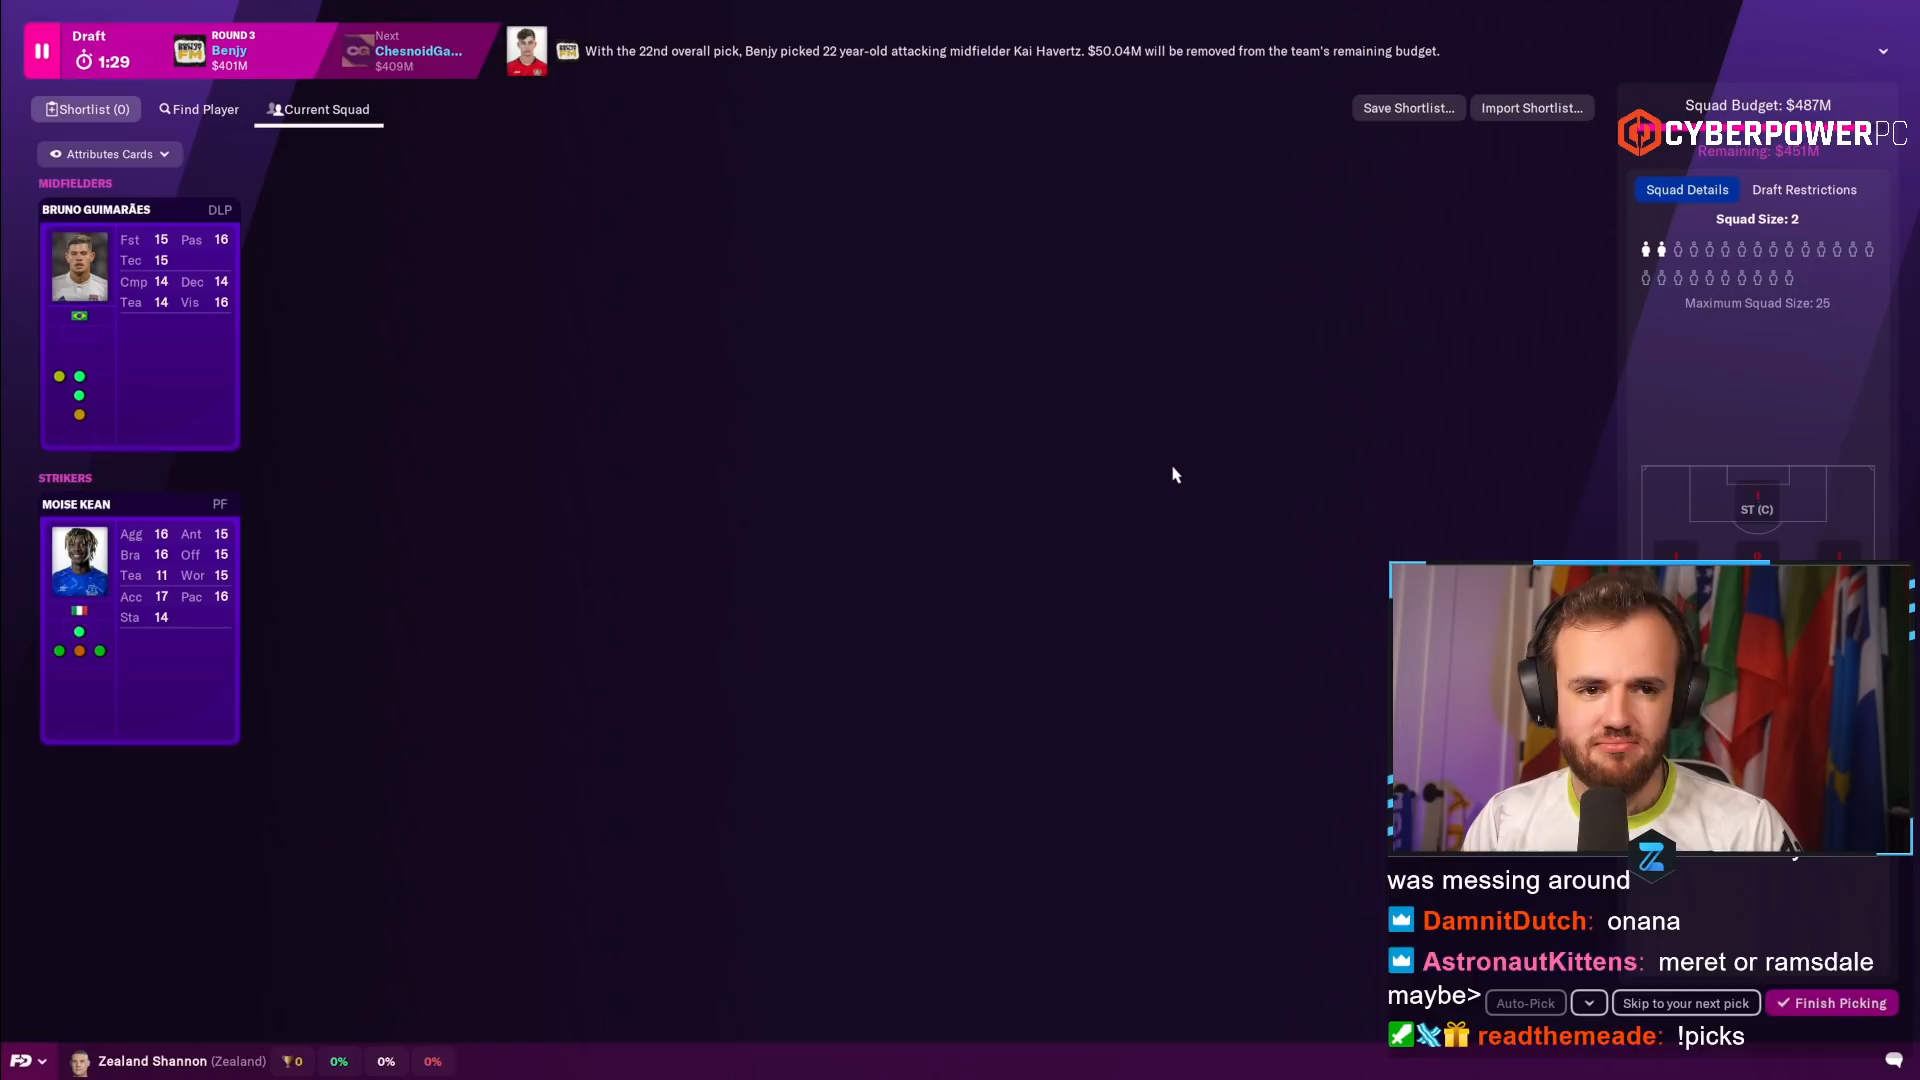 Draft
1:29
ROUND 3
Benjy
$401M
Next
ChesnoidGa...
$409M
With the 22nd overall pick, Benjy picked 22 year-old attacking midfielder Kai Havertz. $50.04M will be removed from the team's remaining budget.
Shortlist (0)
Find Player
Current Squad
Save Shortlist...
Import Shortlist...
Squad Budget: $487M
CYBERPOWERPC
Remaining: $451M
Attributes Cards
Squad Details
Draft Restrictions
Squad Size: 2
Maximum Squad Size: 25
MIDFIELDERS
BRUNO GUIMARÃES DLP
Fst 15 Pas 16
Tec 15
Cmp 14 Dec 14
Tea 14 Vis 16
STRIKERS
MOISE KEAN PF
Agg 16 Ant 15
Bra 16 Off 15
Tea 11 Wor 15
Acc 17 Pac 16
Sta 14
1
ST (C)
1 0 1
was messing around
DamnitDutch: onana
AstronautKittens: meret or ramsdale
maybe>
Auto-Pick
Skip to your next pick
Finish Picking
readthemeade: !picks
FD
Zealand Shannon (Zealand)
0
0%
0%
0%